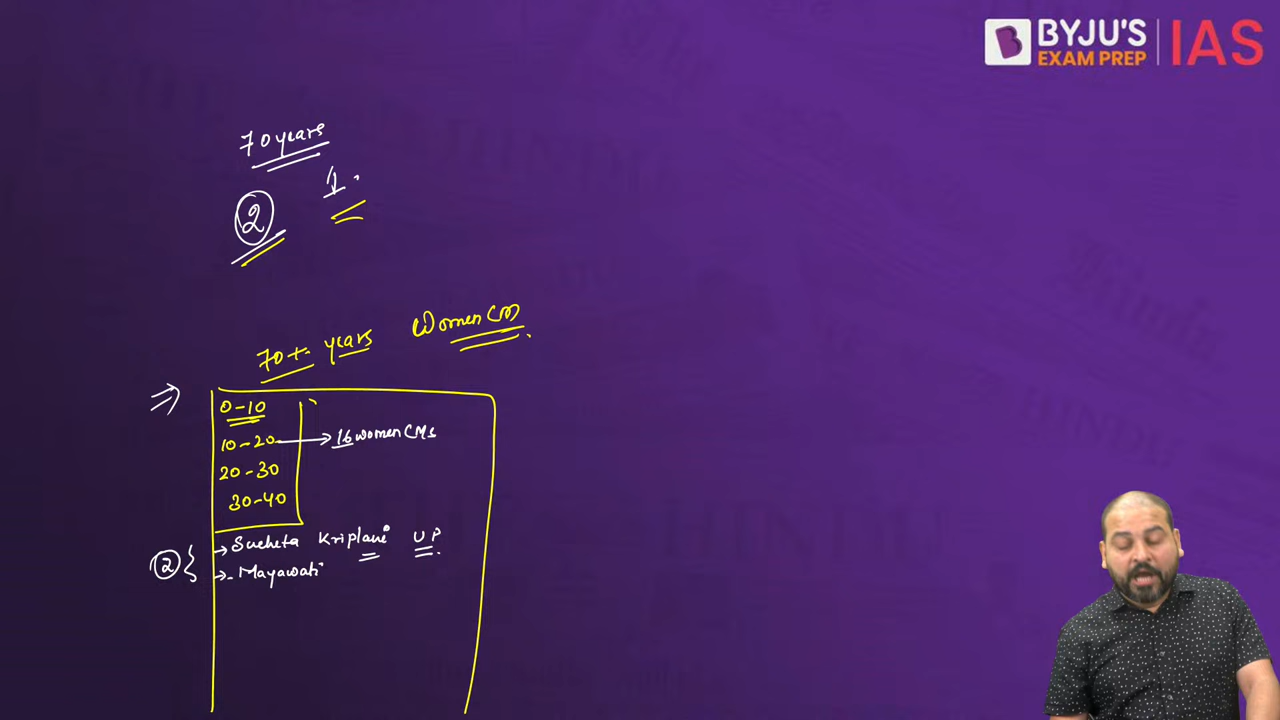 BYJU'S
EXAM PREP
IAS
70 years
2 1.
70+ years Women CM.
0-10
10-20 → 16 women CMs
20-30
30-40
2 { → Sucheta Kriplani UP.
→ Mayawati